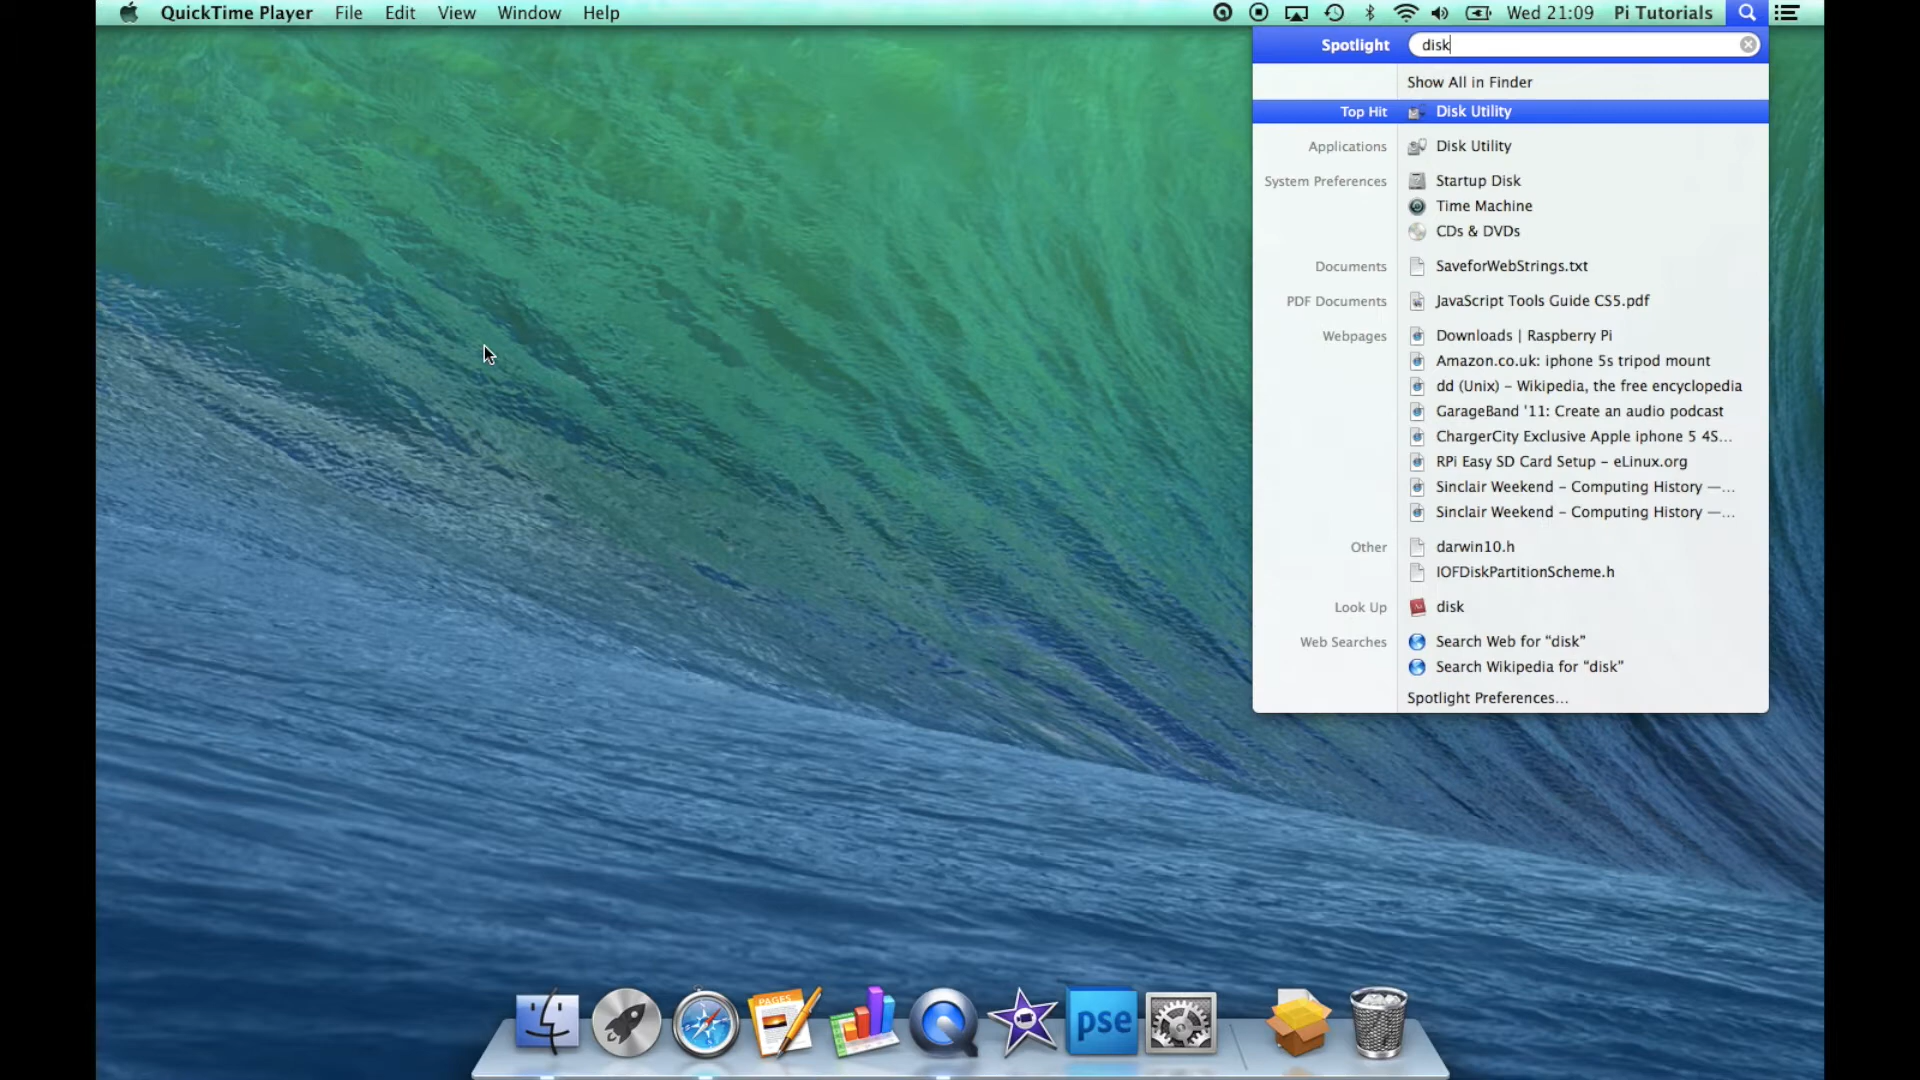 QuickTime Player File Edit View Window Help Wed 21:09 Pi Tutorials
Spotlight disk
Show All in Finder
Top Hit Disk Utility
Applications Disk Utility
System Preferences Startup Disk
Time Machine
CDs & DVDs
Documents SaveforWebStrings.txt
PDF Documents JavaScript Tools Guide CS5.pdf
Webpages Downloads | Raspberry Pi
Amazon.co.uk: iphone 5s tripod mount
dd (Unix) – Wikipedia, the free encyclopedia
GarageBand '11: Create an audio podcast
ChargerCity Exclusive Apple iphone 5 4S...
RPi Easy SD Card Setup – eLinux.org
Sinclair Weekend – Computing History —...
Sinclair Weekend – Computing History —...
Other darwin10.h
IOFDiskPartitionScheme.h
Look Up disk
Web Searches Search Web for “disk”
Search Wikipedia for “disk”
Spotlight Preferences...
PAGES
pse